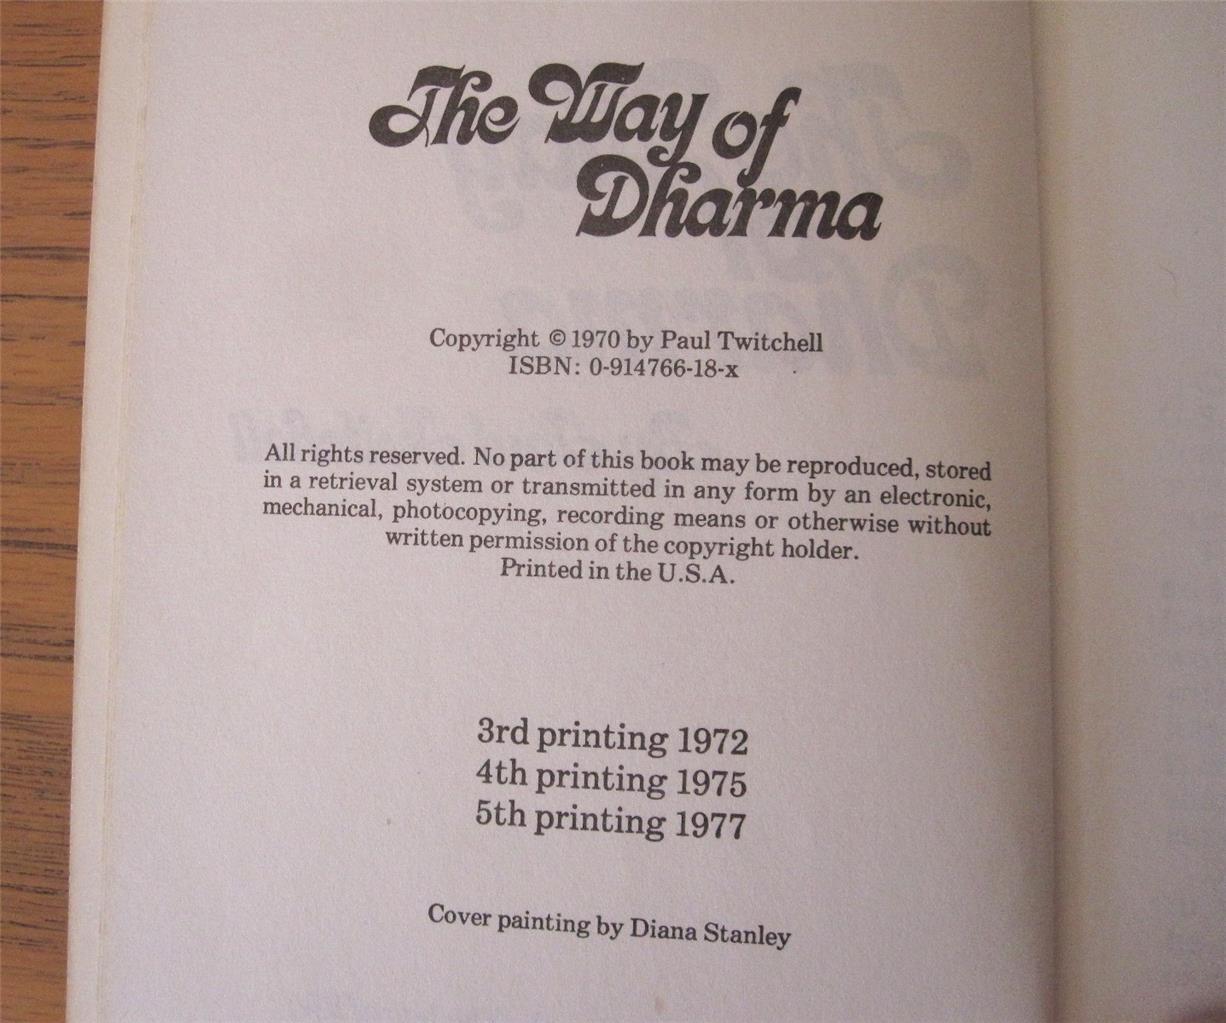 The Way of
Dharma
Copyright © 1970 by Paul Twitchell
ISBN: 0-914766-18-x
All rights reserved. No part of this book may be reproduced, stored
in a retrieval system or transmitted in any form by an electronic,
mechanical, photocopying, recording means or otherwise without
written permission of the copyright holder.
Printed in the U.S.A.
3rd printing 1972
4th printing 1975
5th printing 1977
Cover painting by Diana Stanley